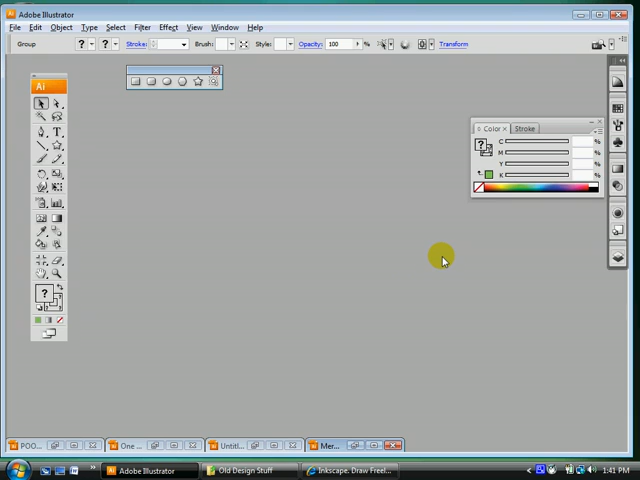 Adobe Illustrator
File Edit Object Type Select Filter Effect View Window Help
Group ? ? Stroke: Brush: Style: Opacity: 100 % Transform
Ai
Color × Stroke
? C %
M %
Y %
K %
T
?
POO... One ... Untitl... Mer...
Adobe Illustrator Old Design Stuff Inkscape. Draw Freel... 1:41 PM